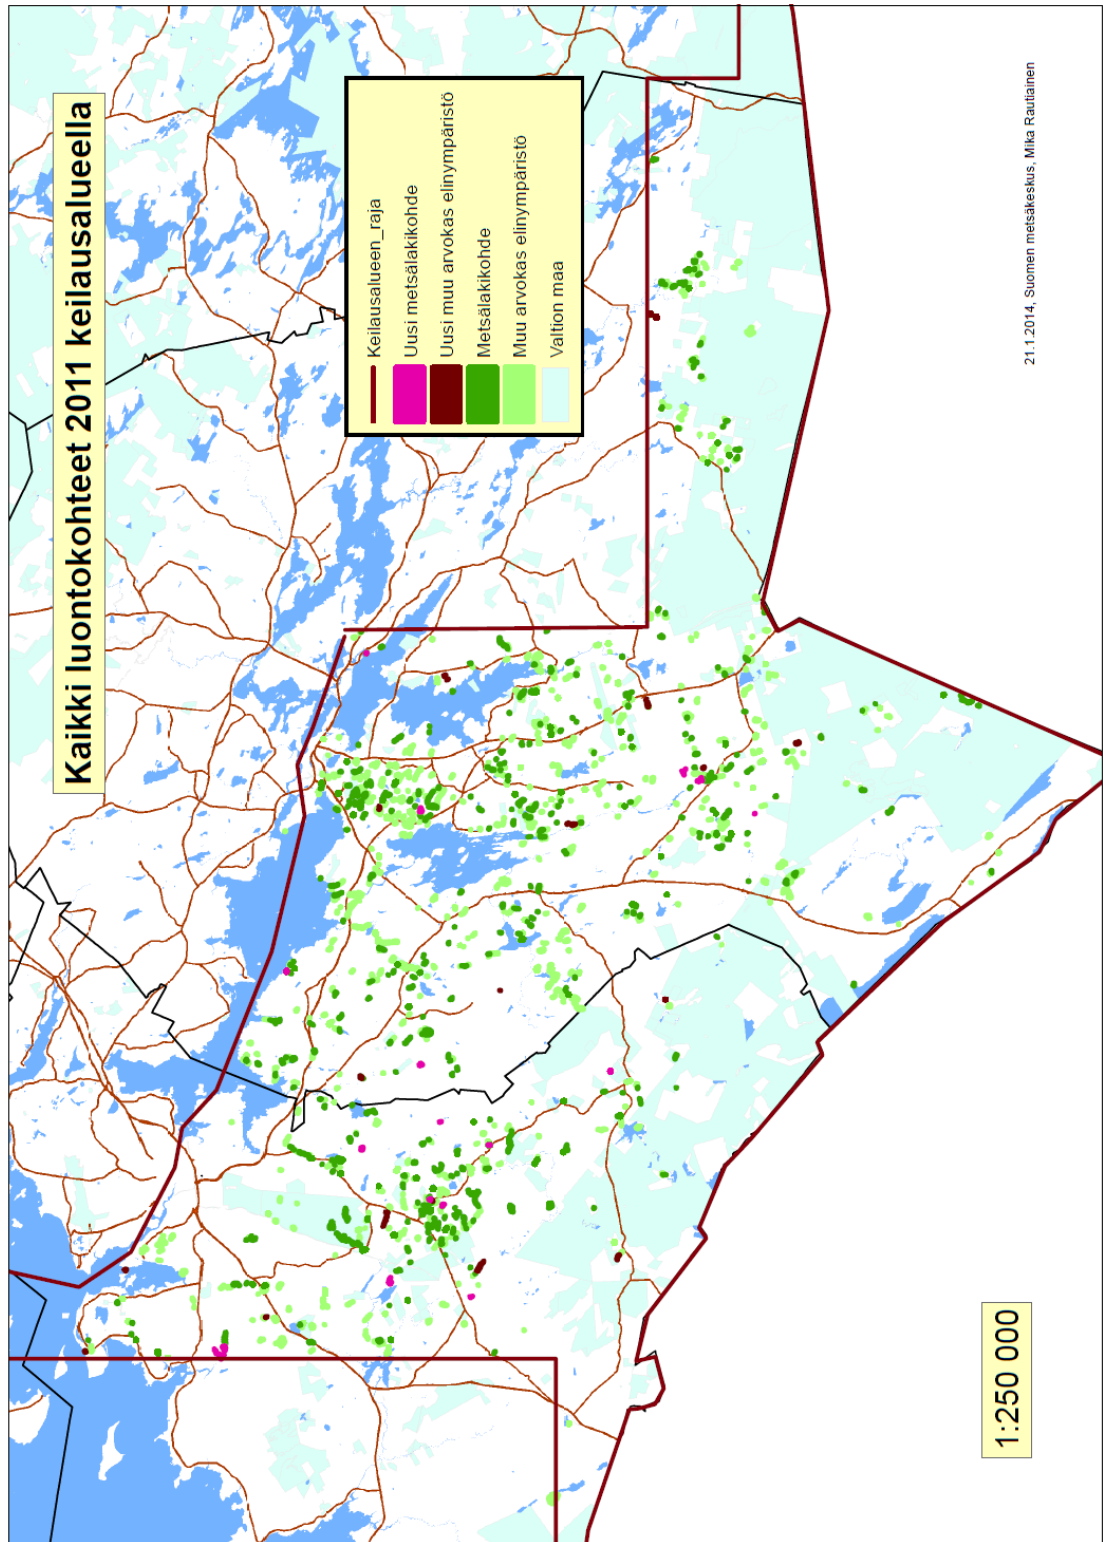 Kaikki luontokohteet 2011 keilausalueella
Keilausalueen_raja
Uusi metsälakikohde
Uusi muu arvokas elinympäristö
Metsälakikohde
Muu arvokas elinympäristö
Valtion maa
21.1.2014, Suomen metsäkeskus, Mika Rautiainen
1:250 000